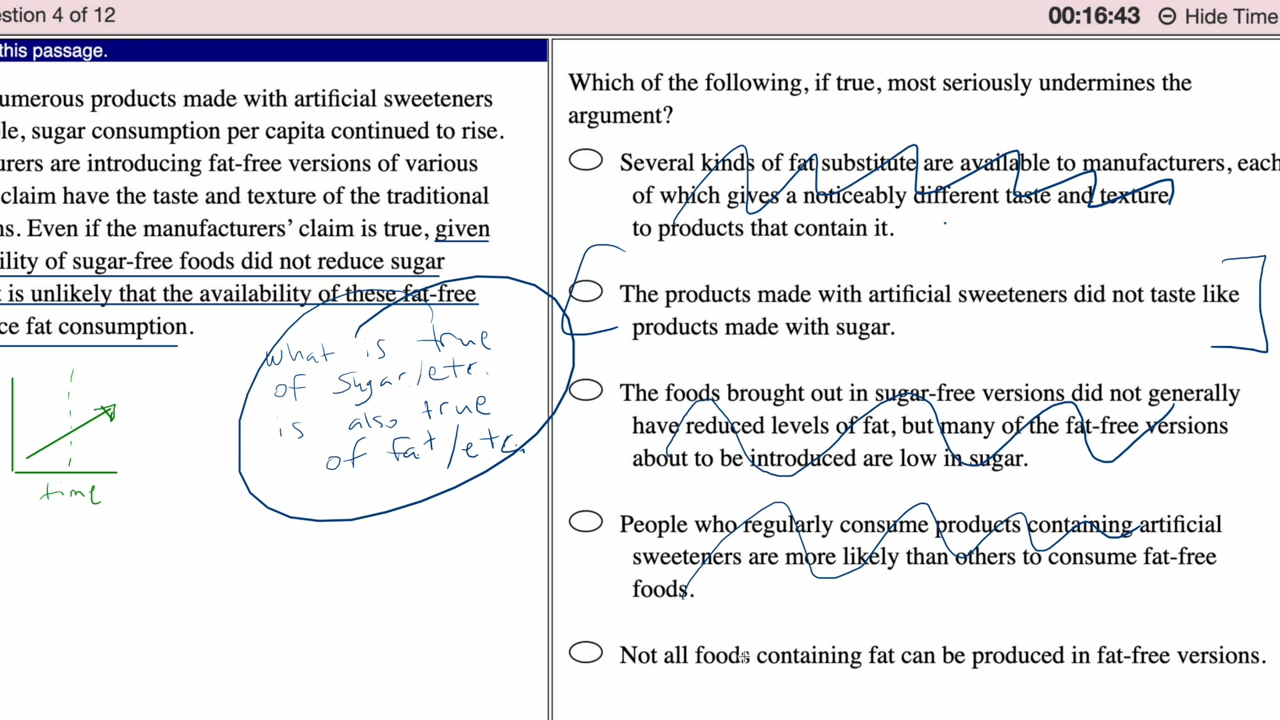 stion 4 of 12
00:16:43 Hide Time
this passage.
umerous products made with artificial sweeteners
le, sugar consumption per capita continued to rise.
urers are introducing fat-free versions of various
claim have the taste and texture of the traditional
ns. Even if the manufacturers' claim is true, given
ility of sugar-free foods did not reduce sugar
t is unlikely that the availability of these fat-free
ce fat consumption.
what is true
of sugar/etc.
is also true
of fat/etc.
time
Which of the following, if true, most seriously undermines the
argument?
Several kinds of fat substitute are available to manufacturers, each
of which gives a noticeably different taste and texture
to products that contain it.
The products made with artificial sweeteners did not taste like
products made with sugar.
The foods brought out in sugar-free versions did not generally
have reduced levels of fat, but many of the fat-free versions
about to be introduced are low in sugar.
People who regularly consume products containing artificial
sweeteners are more likely than others to consume fat-free
foods.
Not all foods containing fat can be produced in fat-free versions.